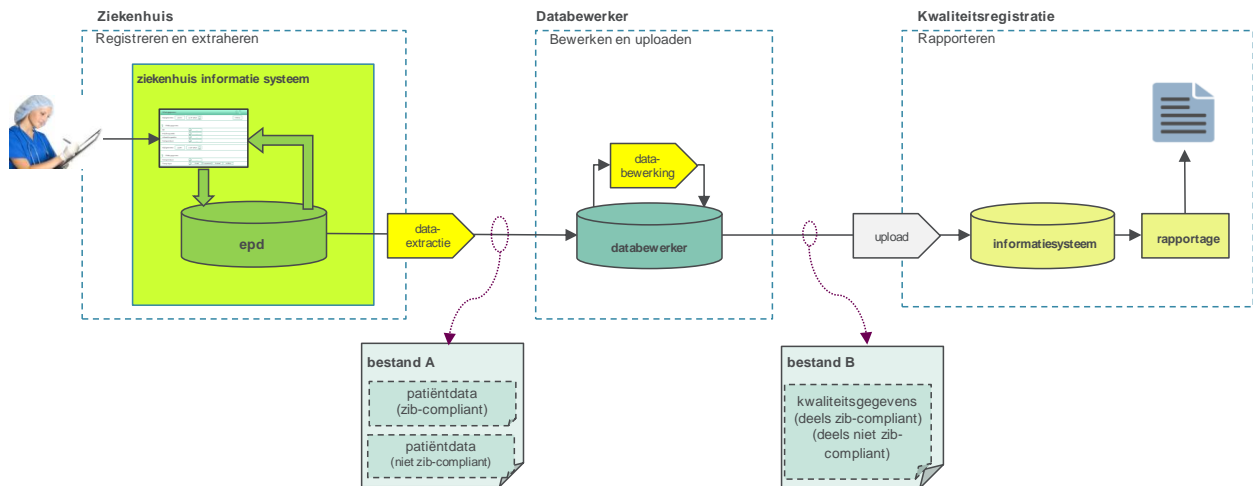 Ziekenhuis
Registreren en extraheren
ziekenhuis informatie systeem
epd
data-
extractie
Databewerker
Bewerken en uploaden
data-
bewerking
databewerker
upload
Kwaliteitsregistratie
Rapporteren
informatiesysteem
rapportage
bestand A
patiëntdata
(zib-compliant)
patiëntdata
(niet zib-compliant)
bestand B
kwaliteitsgegevens
(deels zib-compliant)
(deels niet zib-
compliant)